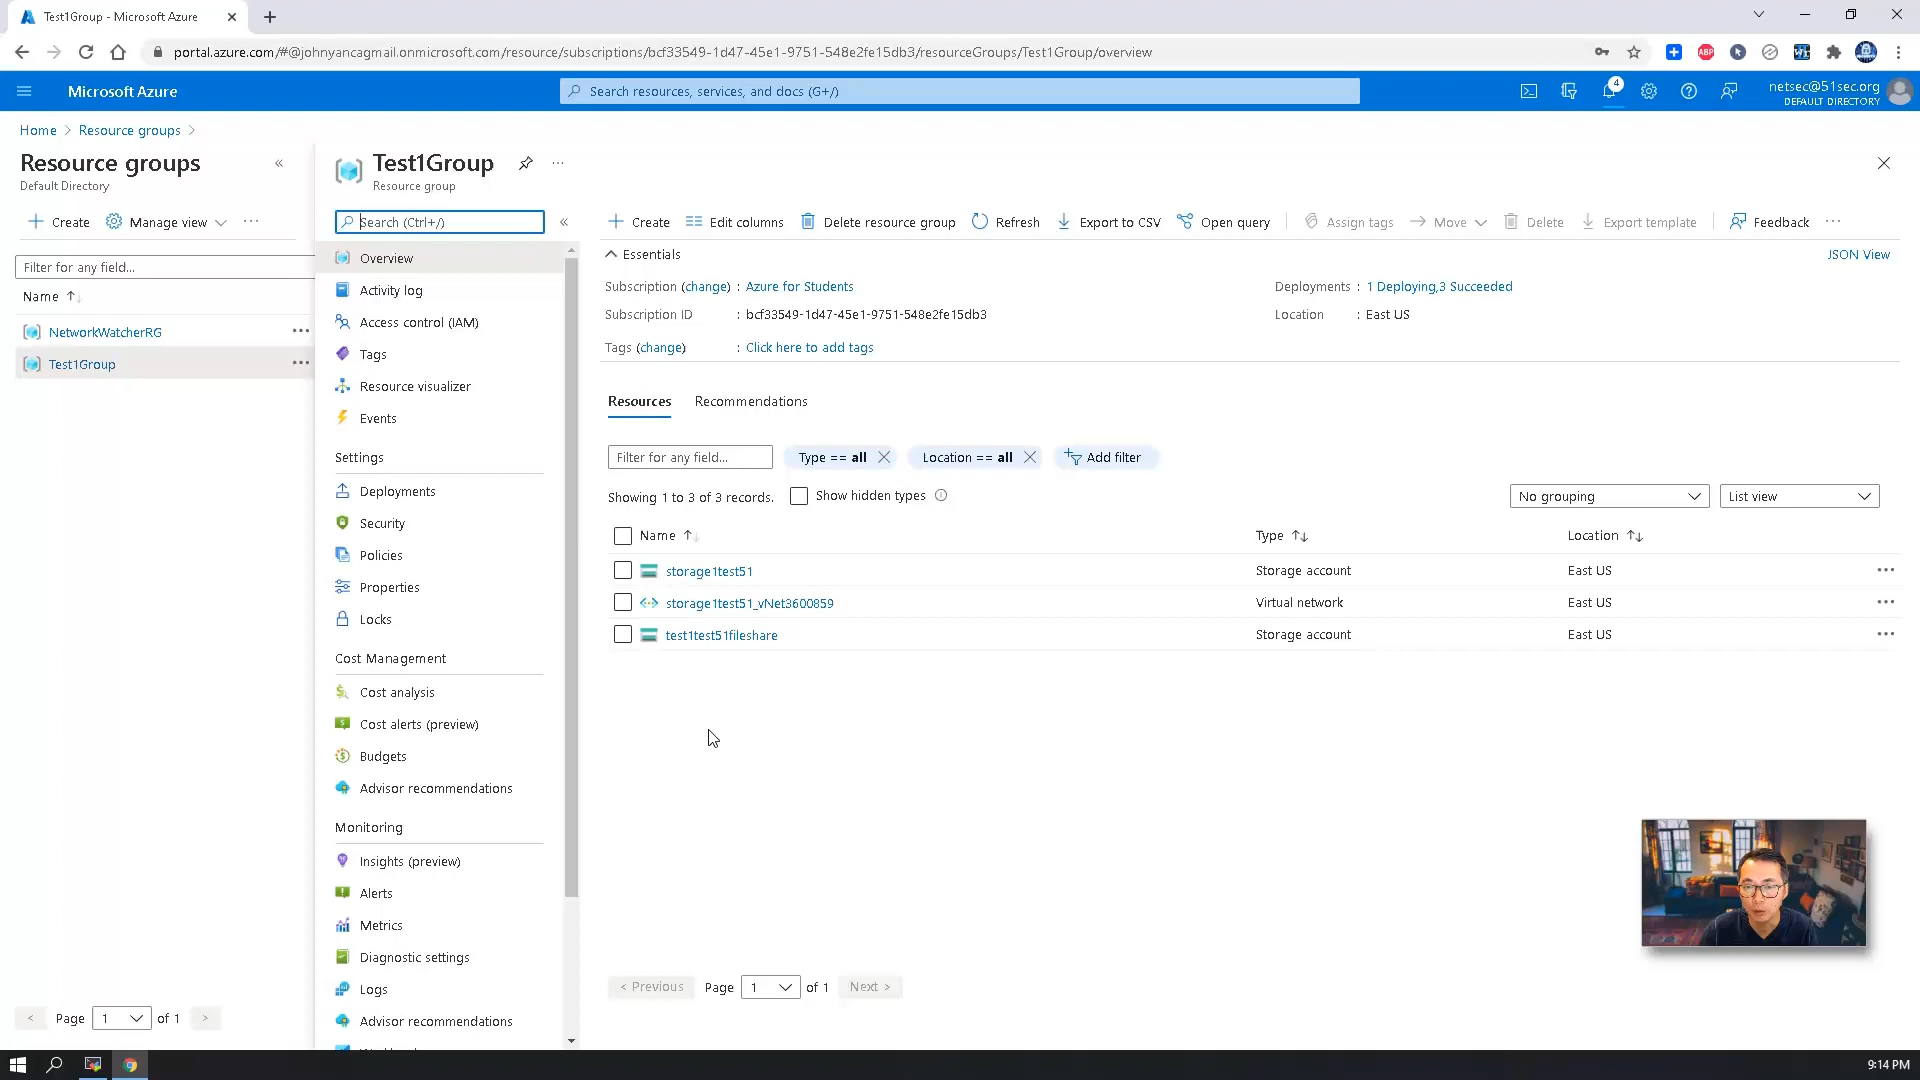 Test1Group - Microsoft Azure
portal.azure.com/#@johnyancagmail.onmicrosoft.com/resource/subscriptions/bcf33549-1d47-45e1-9751-548e2fe15db3/resourceGroups/Test1Group/overview
ABP
Microsoft Azure
Search resources, services, and docs (G+/)
4
netsec@51sec.org
DEFAULT DIRECTORY
Home > Resource groups >
Resource groups
Default Directory
Create
Manage view
Filter for any field...
Name
NetworkWatcherRG
Test1Group
Page 1 of 1
Test1Group
Resource group
Search (Ctrl+/)
Overview
Activity log
Access control (IAM)
Tags
Resource visualizer
Events
Settings
Deployments
Security
Policies
Properties
Locks
Cost Management
Cost analysis
Cost alerts (preview)
Budgets
Advisor recommendations
Monitoring
Insights (preview)
Alerts
Metrics
Diagnostic settings
Logs
Advisor recommendations
Create Edit columns Delete resource group Refresh Export to CSV Open query Assign tags Move Delete Export template Feedback
Essentials
JSON View
Subscription (change) : Azure for Students
Deployments : 1 Deploying,3 Succeeded
Subscription ID : bcf33549-1d47-45e1-9751-548e2fe15db3
Location : East US
Tags (change) : Click here to add tags
Resources Recommendations
Filter for any field... Type == all Location == all Add filter
Showing 1 to 3 of 3 records. Show hidden types
No grouping
List view
Name Type Location
storage1test51 Storage account East US
storage1test51_vNet3600859 Virtual network East US
test1test51fileshare Storage account East US
< Previous Page 1 of 1 Next >
9:14 PM